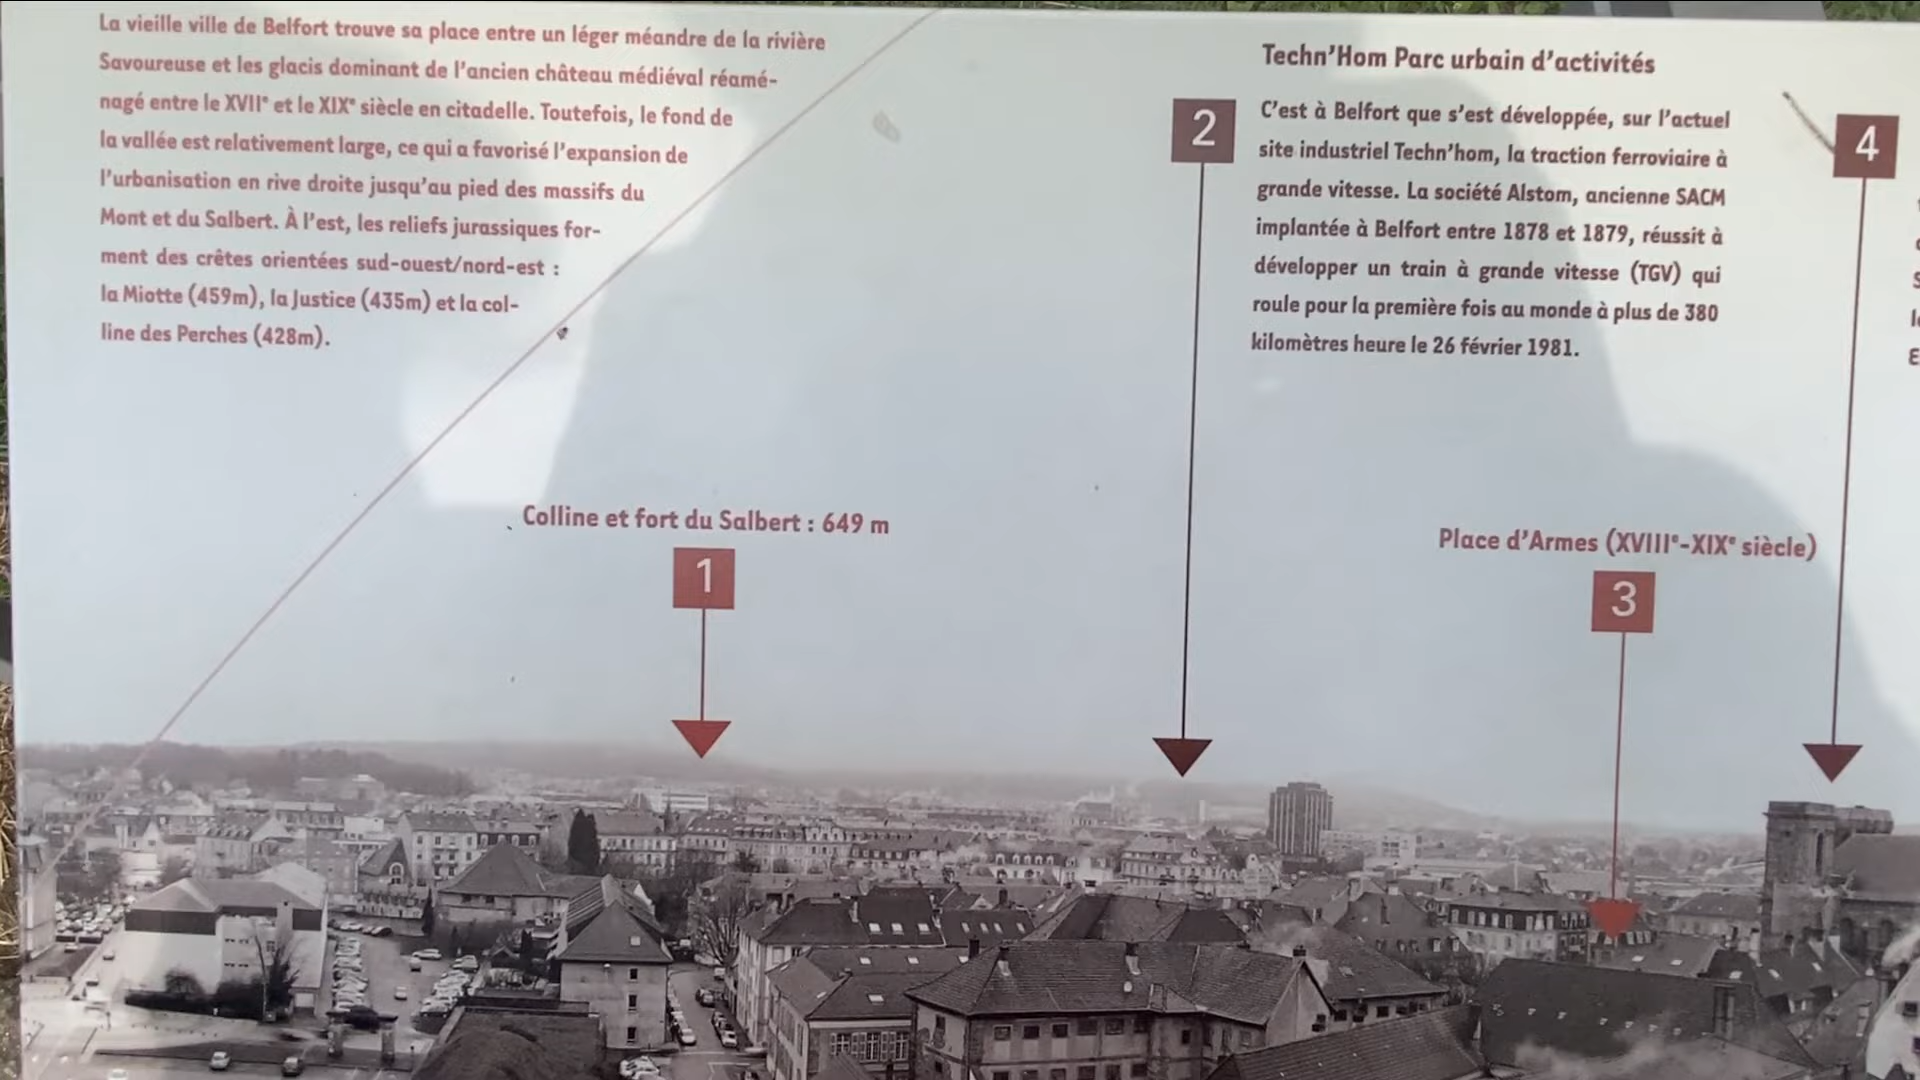 La vieille ville de Belfort trouve sa place entre un léger méandre de la rivière
Savoureuse et les glacis dominant de l'ancien château médiéval réamé-
nagé entre le XVIIe et le XIXe siècle en citadelle. Toutefois, le fond de
la vallée est relativement large, ce qui a favorisé l'expansion de
l'urbanisation en rive droite jusqu'au pied des massifs du
Mont et du Salbert. À l'est, les reliefs jurassiques for-
ment des crêtes orientées sud-ouest/nord-est :
la Miotte (459m), la Justice (435m) et la col-
line des Perches (428m).
Colline et fort du Salbert : 649 m
1
2
Techn'Hom Parc urbain d'activités
C'est à Belfort que s'est développée, sur l'actuel
site industriel Techn'hom, la traction ferroviaire à
grande vitesse. La société Alstom, ancienne SACM
implantée à Belfort entre 1878 et 1879, réussit à
développer un train à grande vitesse (TGV) qui
roule pour la première fois au monde à plus de 380
kilomètres heure le 26 février 1981.
Place d'Armes (XVIIIe-XIXe siècle)
3
4